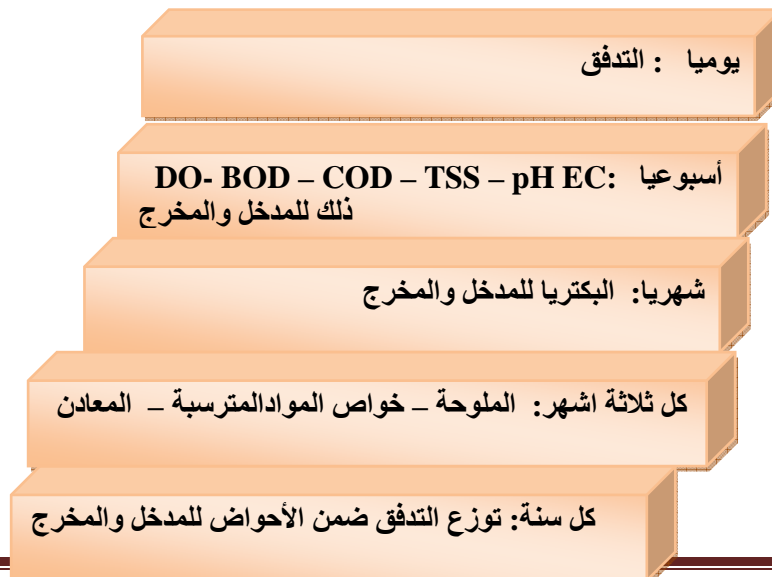 يوميا : التدفق
أسبوعيا :DO- BOD – COD – TSS – pH EC
ذلك للمدخل والمخرج
شهريا: البكتريا للمدخل والمخرج
كل ثلاثة اشهر: الملوحة – خواص الموادالمترسبة – المعادن
كل سنة: توزع التدفق ضمن الأحواض للمدخل والمخرج